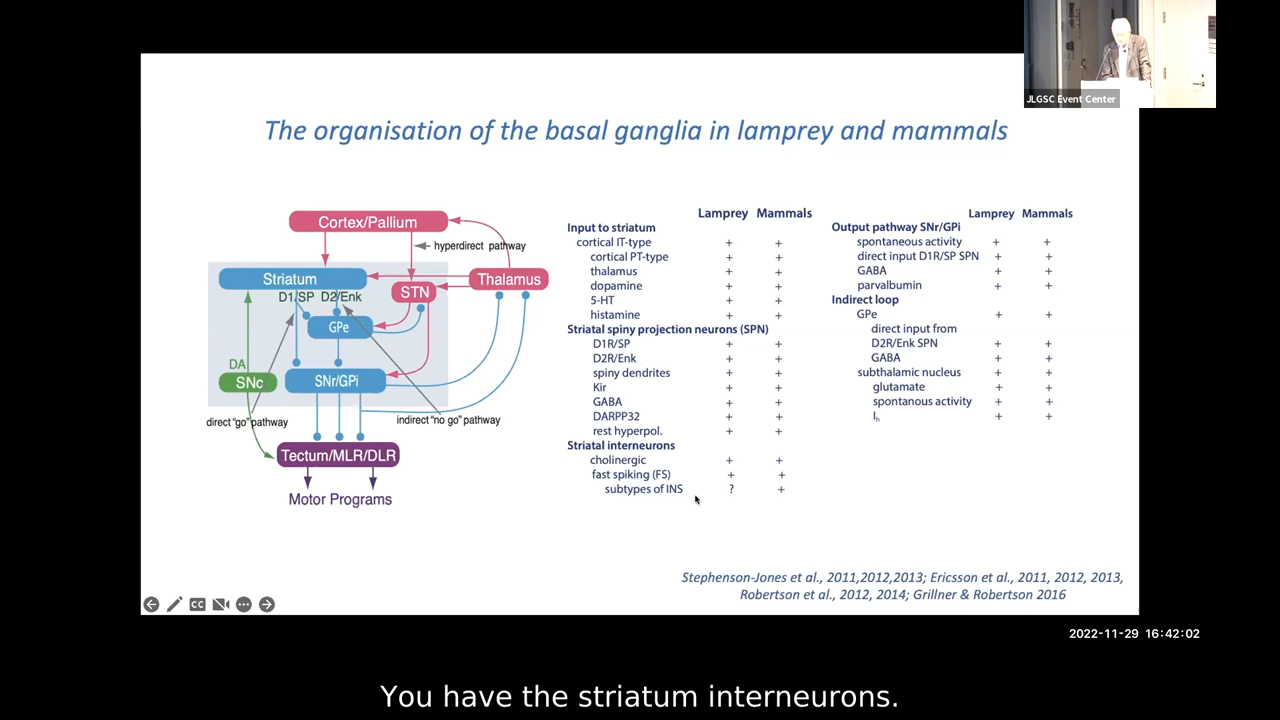 JLGSC Event Center
The organisation of the basal ganglia in lamprey and mammals
Cortex/Pallium
hyperdirect pathway
Striatum
Thalamus
D1/SP D2/Enk
STN
GPe
DA
SNc
SNr/GPi
direct "go" pathway
indirect "no go" pathway
Tectum/MLR/DLR
Motor Programs
Lamprey Mammals
Input to striatum
cortical IT-type + +
cortical PT-type + +
thalamus + +
dopamine + +
5-HT + +
histamine + +
Striatal spiny projection neurons (SPN)
D1R/SP + +
D2R/Enk + +
spiny dendrites + +
Kir + +
GABA + +
DARPP32 + +
rest hyperpol. + +
Striatal interneurons
cholinergic + +
fast spiking (FS) + +
subtypes of INS ? +
Lamprey Mammals
Output pathway SNr/GPi
spontaneous activity + +
direct input D1R/SP SPN + +
GABA + +
parvalbumin + +
Indirect loop
GPe + +
direct input from
D2R/Enk SPN + +
GABA + +
subthalamic nucleus + +
glutamate + +
spontanous activity + +
Ih + +
Stephenson-Jones et al., 2011,2012,2013; Ericsson et al., 2011, 2012, 2013,
Robertson et al., 2012, 2014; Grillner & Robertson 2016
CC
2022-11-29 16:42:02
You have the striatum interneurons.